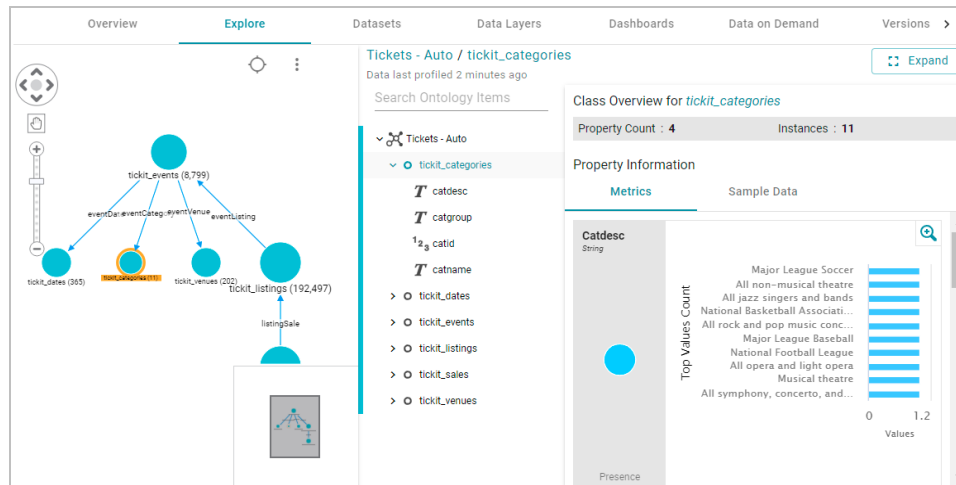 Overview Explore Datasets Data Layers Dashboards Data on Demand Versions
Tickets - Auto / tickit_categories
Data last profiled 2 minutes ago
Expand
Search Ontology Items
Tickets - Auto
tickit_categories
catdesc
catgroup
catid
catname
tickit_dates
tickit_events
tickit_listings
tickit_sales
tickit_venues
tickit_events (8,799)
eventCategory
eventVenue
eventListing
tickit_dates (365)
tickit_categories (11)
tickit_venues (202)
tickit_listings (192,497)
listingSale
Class Overview for tickit_categories
Property Count : 4 Instances : 11
Property Information
Metrics Sample Data
Catdesc
String
Top Values Count
Major League Soccer
All non-musical theatre
All jazz singers and bands
National Basketball Associati...
All rock and pop music conc...
Major League Baseball
National Football League
All opera and light opera
Musical theatre
All symphony, concerto, and...
0 1.2
Values
Presence